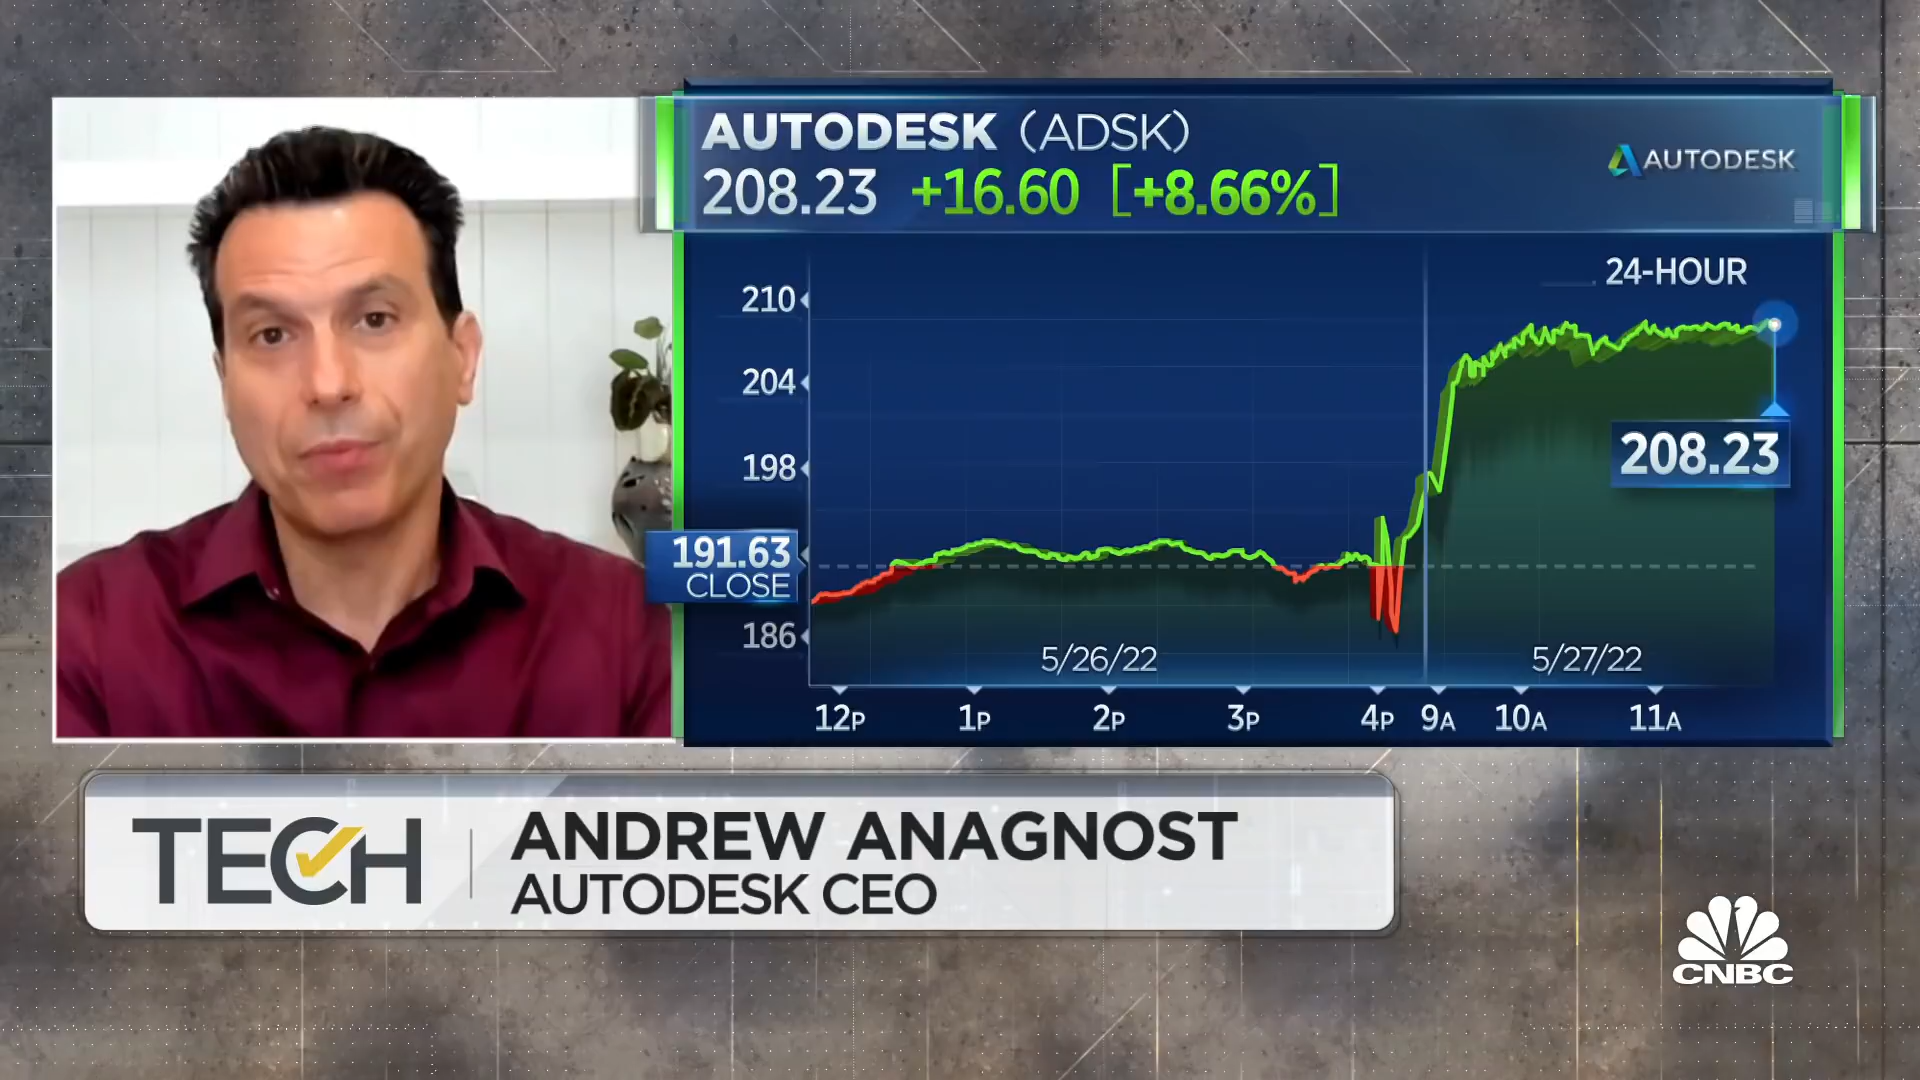 AUTODESK (ADSK)
208.23 +16.60 [+8.66%]
AUTODESK
24-HOUR
210
204
198
208.23
191.63
CLOSE
186
5/26/22 5/27/22
12P 1P 2P 3P 4P 9A 10A 11A
TECH
ANDREW ANAGNOST
AUTODESK CEO
CNBC